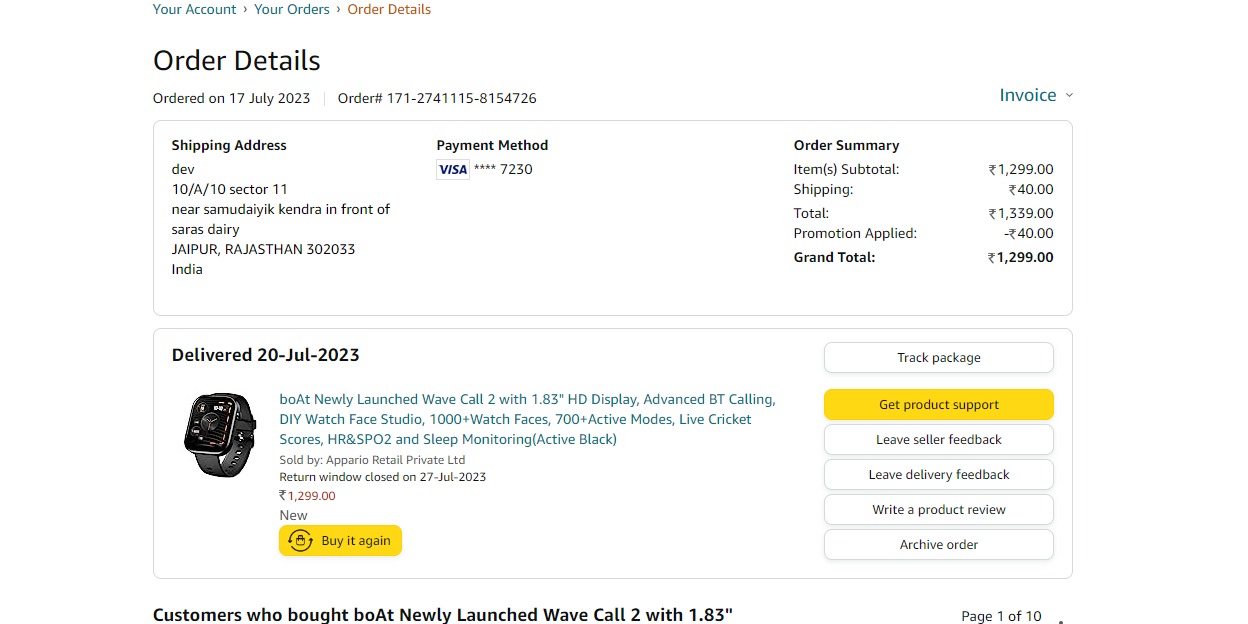 Your Account › Your Orders › Order Details
Order Details
Ordered on 17 July 2023 | Order# 171-2741115-8154726
Invoice
Shipping Address
dev
10/A/10 sector 11
near samudaiyik kendra in front of
saras dairy
JAIPUR, RAJASTHAN 302033
India
Payment Method
VISA **** 7230
Order Summary
Item(s) Subtotal: ₹1,299.00
Shipping: ₹40.00
Total: ₹1,339.00
Promotion Applied: -₹40.00
Grand Total: ₹1,299.00
Delivered 20-Jul-2023
boAt Newly Launched Wave Call 2 with 1.83" HD Display, Advanced BT Calling,
DIY Watch Face Studio, 1000+Watch Faces, 700+Active Modes, Live Cricket
Scores, HR&SPO2 and Sleep Monitoring(Active Black)
Sold by: Appario Retail Private Ltd
Return window closed on 27-Jul-2023
₹1,299.00
New
Buy it again
Track package
Get product support
Leave seller feedback
Leave delivery feedback
Write a product review
Archive order
Customers who bought boAt Newly Launched Wave Call 2 with 1.83"
Page 1 of 10